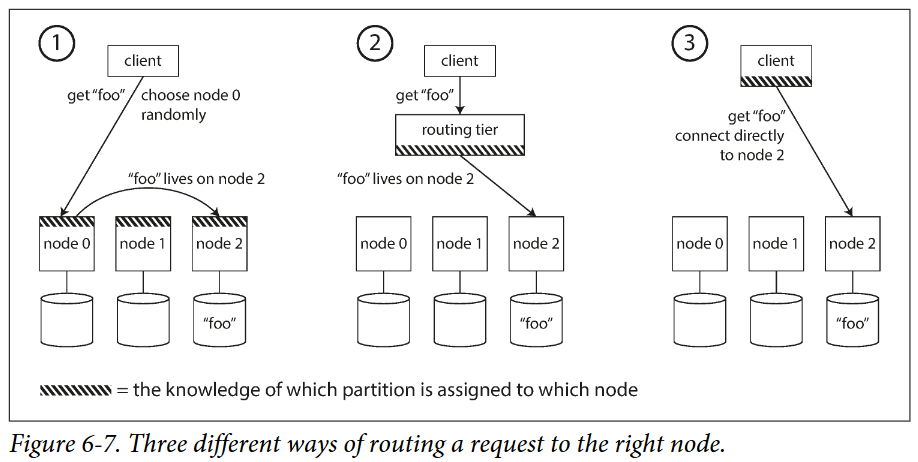 1
client
get “foo”
choose node 0
randomly
“foo” lives on node 2
node 0
node 1
node 2
“foo”
2
client
get “foo”
routing tier
“foo” lives on node 2
node 0
node 1
node 2
“foo”
3
client
get “foo”
connect directly
to node 2
node 0
node 1
node 2
“foo”
= the knowledge of which partition is assigned to which node
Figure 6-7. Three different ways of routing a request to the right node.